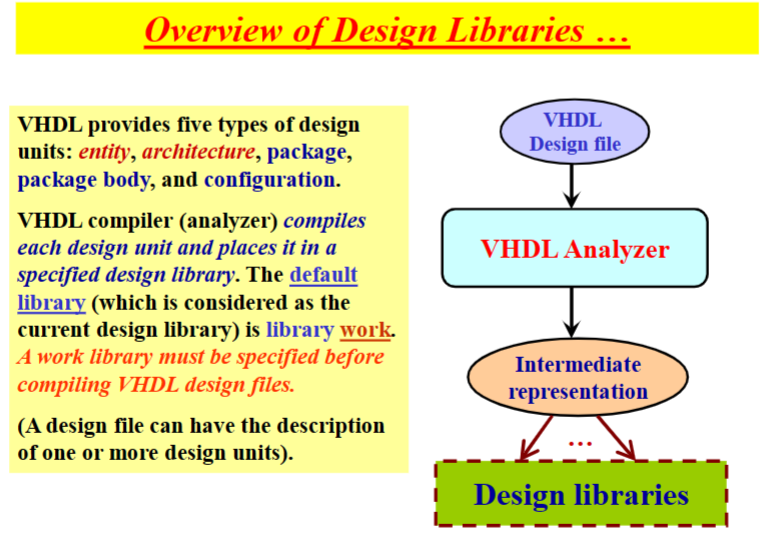 Overview of Design Libraries …
VHDL provides five types of design
units: entity, architecture, package,
package body, and configuration.
VHDL compiler (analyzer) compiles
each design unit and places it in a
specified design library. The default
library (which is considered as the
current design library) is library work.
A work library must be specified before
compiling VHDL design files.
(A design file can have the description
of one or more design units).
VHDL
Design file
VHDL Analyzer
Intermediate
representation
…
Design libraries